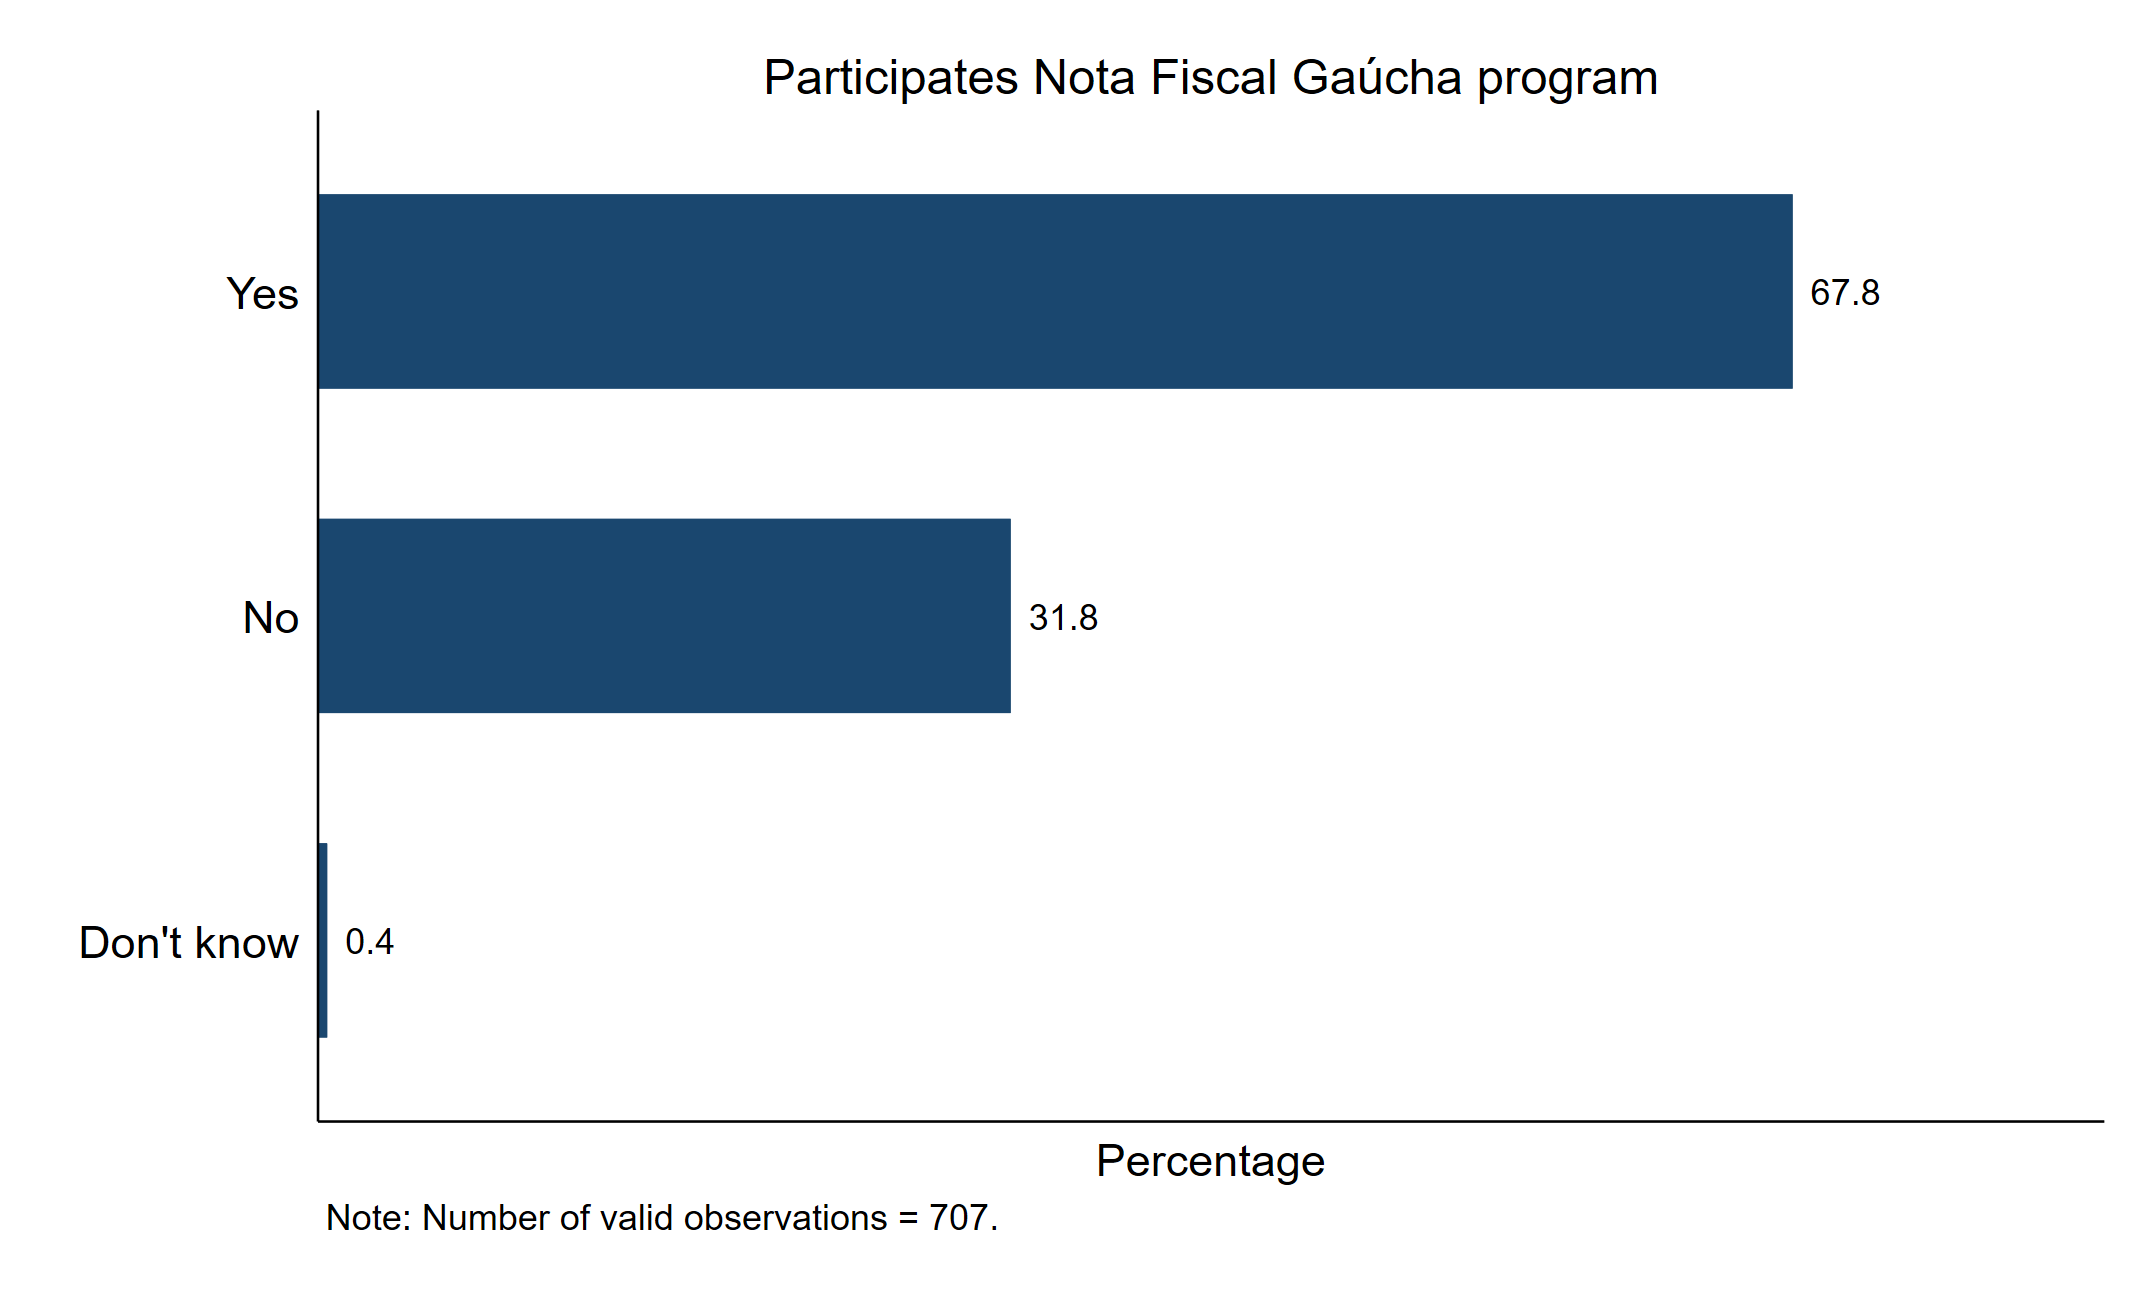 Participates Nota Fiscal Gaúcha program
Yes
67.8
No
31.8
Don't know
0.4
Percentage
Note: Number of valid observations = 707.